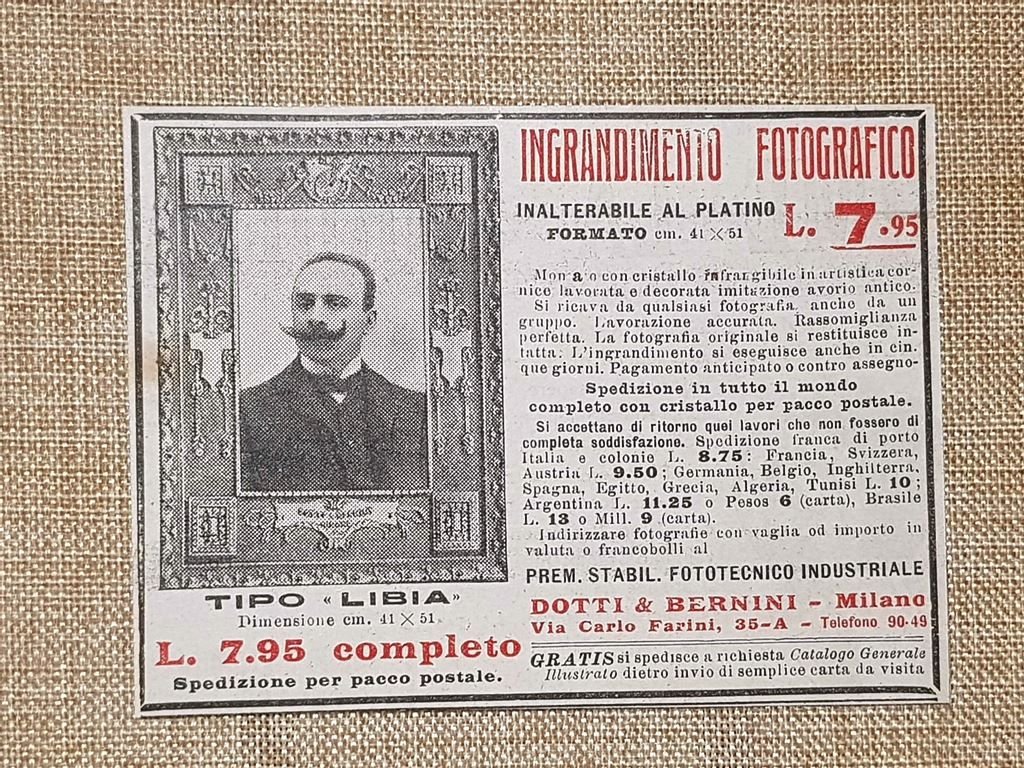 INGRANDIMENTO FOTOGRAFICO
INALTERABILE AL PLATINO
FORMATO cm. 41 × 51
L. 7.95
Monta o con cristallo infrangibile in artistica cor-
nice lavorata e decorata imitazione avorio antico.
Si ricava da qualsiasi fotografia, anche da un
gruppo. Lavorazione accurata. Rassomiglianza
perfetta. La fotografia originale si restituisce in-
tatta. L'ingrandimento si eseguisce anche in cin-
que giorni. Pagamento anticipato o contro assegno-
Spedizione in tutto il mondo
completo con cristallo per pacco postale.
Si accettano di ritorno quei lavori che non fossero di
completa soddisfazione. Spedizione franca di porto
Italia e colonie L. 8.75: Francia, Svizzera,
Austria L. 9.50; Germania, Belgio, Inghilterra,
Spagna, Egitto, Grecia, Algeria, Tunisi L. 10;
Argentina L. 11.25 o Pesos 6 (carta), Brasile
L. 13 o Mill. 9 (carta).
Indirizzare fotografie con vaglia od importo in
valuta o francobolli al
PREM. STABIL. FOTOTECNICO INDUSTRIALE
DOTTI & BERNINI - Milano
Via Carlo Farini, 35-A - Telefono 90-49
GRATIS si spedisce a richiesta Catalogo Generale
Illustrato dietro invio di semplice carta da visita
TIPO « LIBIA »
Dimensione cm. 41 × 51
L. 7.95 completo
Spedizione per pacco postale.